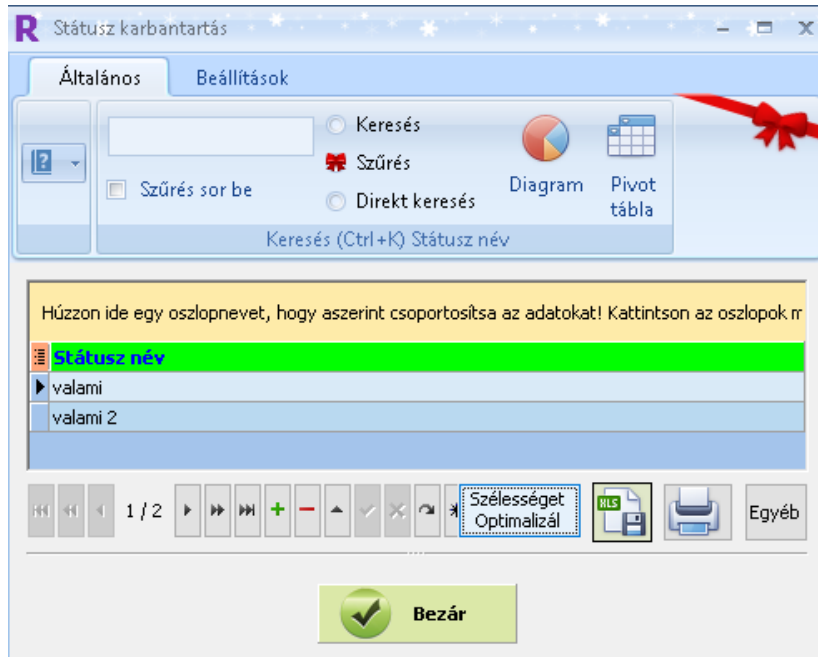 R Státusz karbantartás
Általános Beállítások
Keresés
Szűrés
Szűrés sor be
Direkt keresés
Diagram
Pivot
tábla
Keresés (Ctrl+K) Státusz név
Húzzon ide egy oszlopnevet, hogy aszerint csoportosítsa az adatokat! Kattintson az oszlopok m
Státusz név
valami
valami 2
1 / 2
Szélességet
Optimalizál
XLS
Egyéb
Bezár